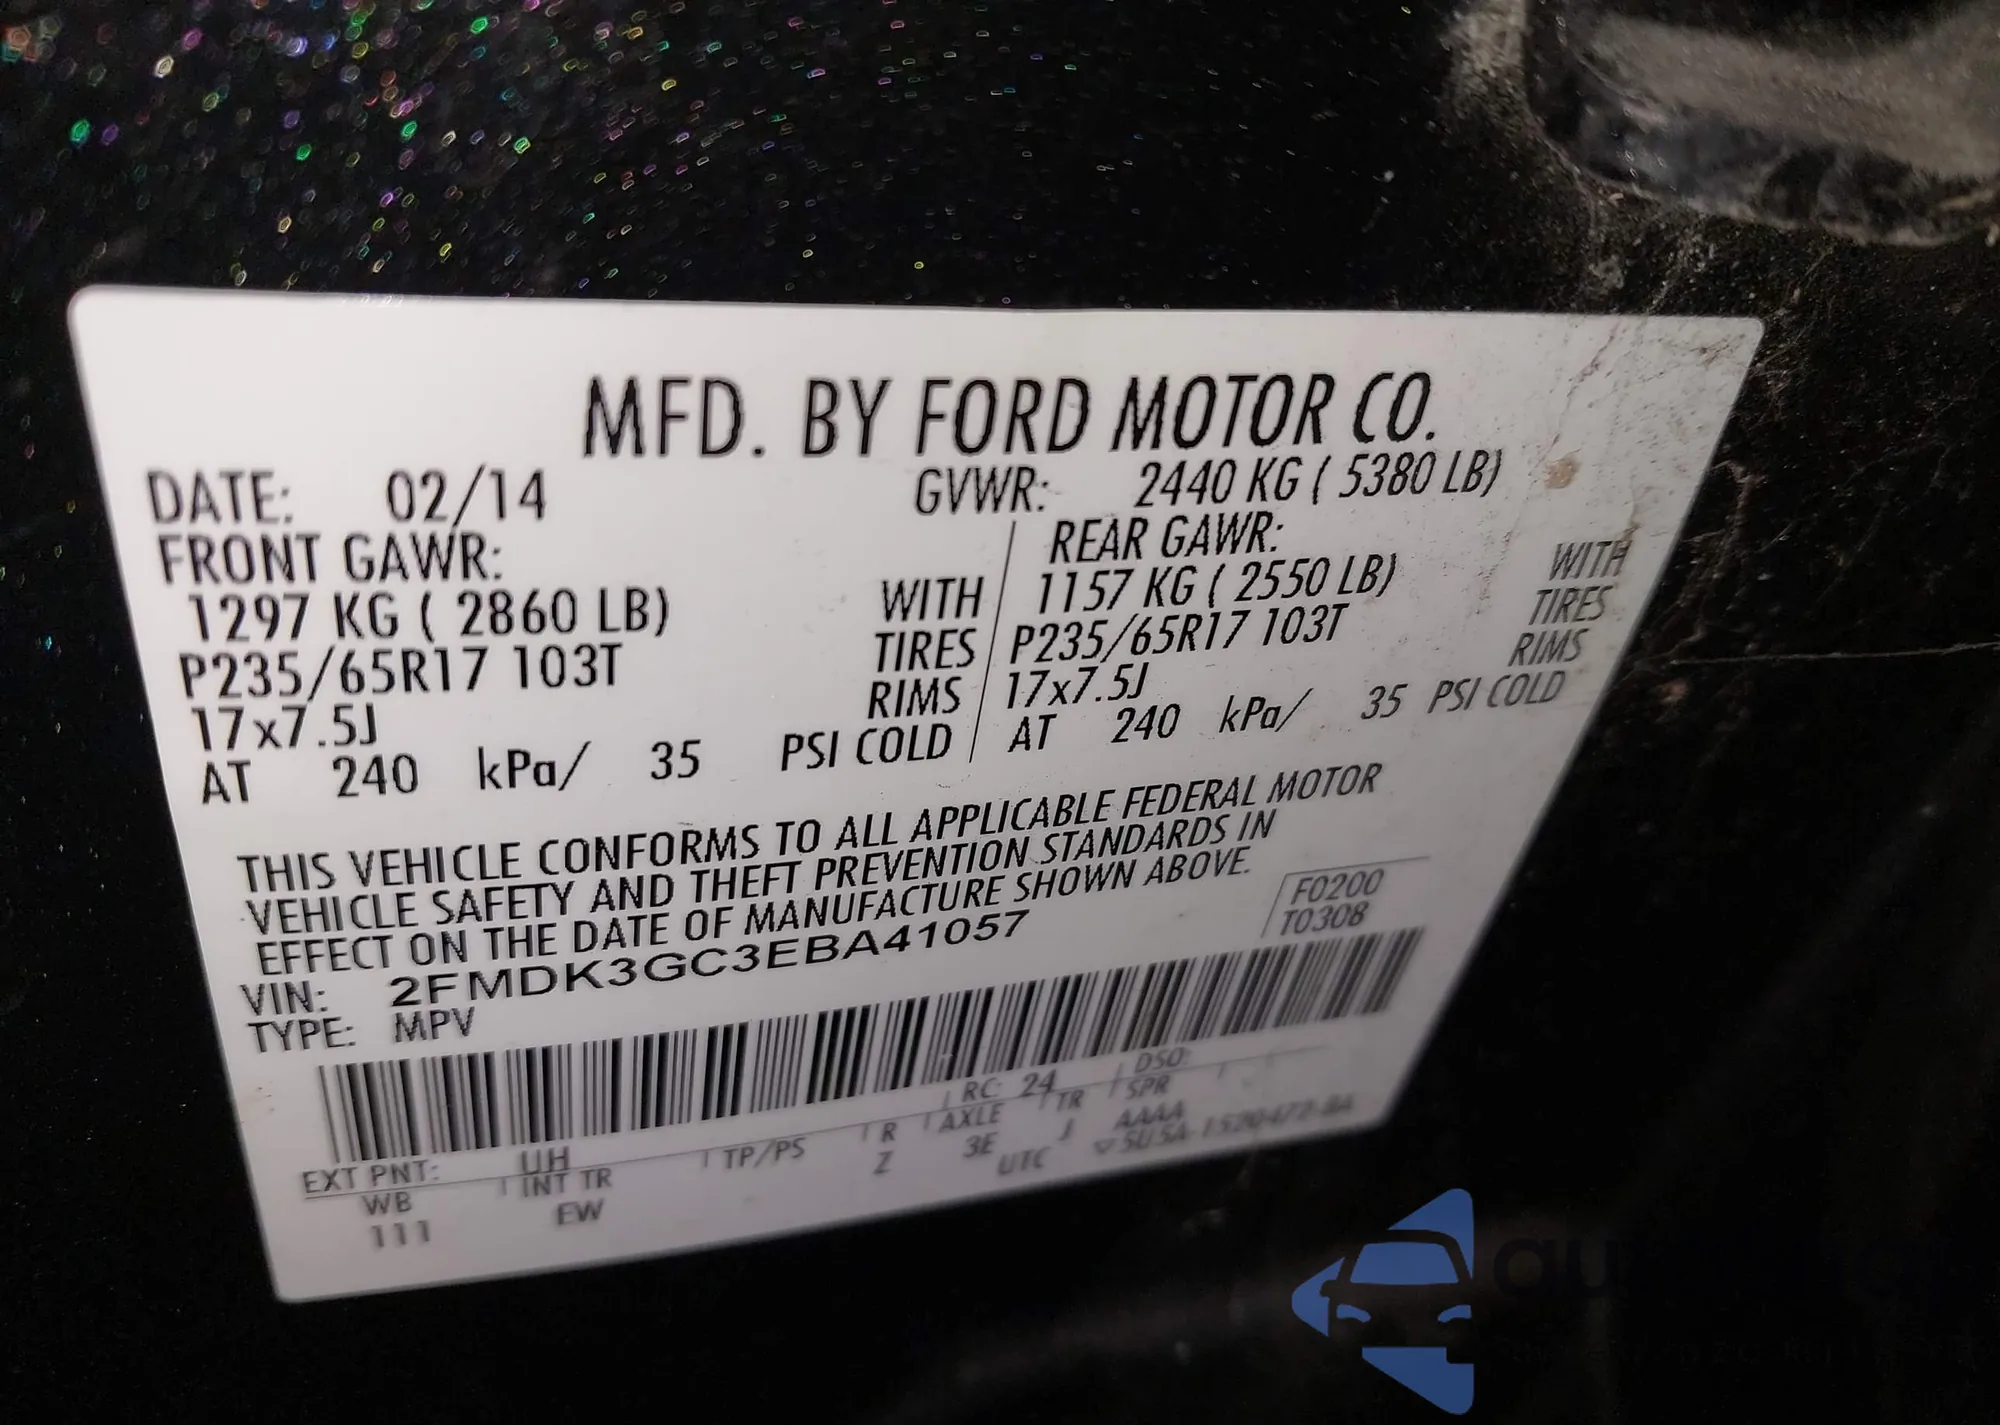 MFD. BY FORD MOTOR CO.
DATE: 02/14 GVWR: 2440 KG ( 5380 LB)
FRONT GAWR: REAR GAWR:
1297 KG ( 2860 LB) WITH 1157 KG ( 2550 LB) WITH
P235/65R17 103T TIRES P235/65R17 103T TIRES
17x7.5J RIMS 17x7.5J RIMS
AT 240 kPa/ 35 PSI COLD AT 240 kPa/ 35 PSI COLD
THIS VEHICLE CONFORMS TO ALL APPLICABLE FEDERAL MOTOR
VEHICLE SAFETY AND THEFT PREVENTION STANDARDS IN
EFFECT ON THE DATE OF MANUFACTURE SHOWN ABOVE.
F0200
T0308
VIN: 2FMDK3GC3EBA41057
TYPE: MPV
EXT PNT: UH RC: 24 DSO:
WB INT TR TP/PS R AXLE TR SPR
111 EW Z 3E J AAAA
UTC